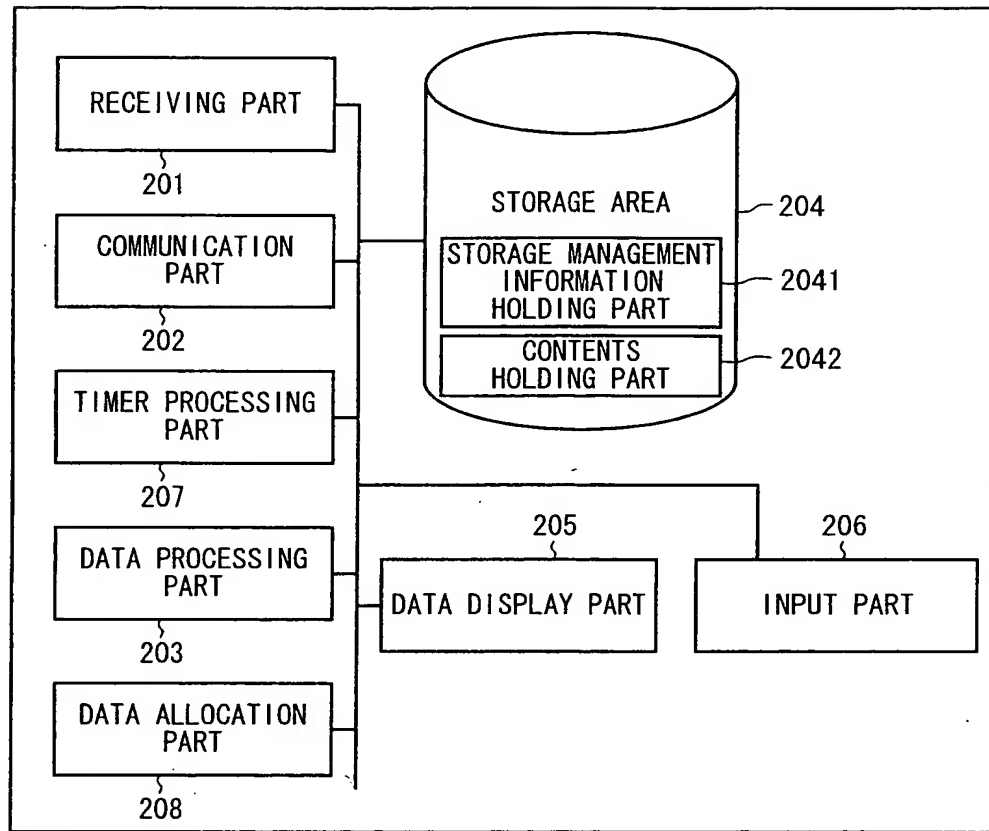 RECEIVING PART
201
COMMUNICATION
PART
202
TIMER PROCESSING
PART
207
DATA PROCESSING
PART
203
DATA ALLOCATION
PART
208
STORAGE AREA
204
STORAGE MANAGEMENT
INFORMATION
HOLDING PART
2041
CONTENTS
HOLDING PART
2042
205
DATA DISPLAY PART
206
INPUT PART